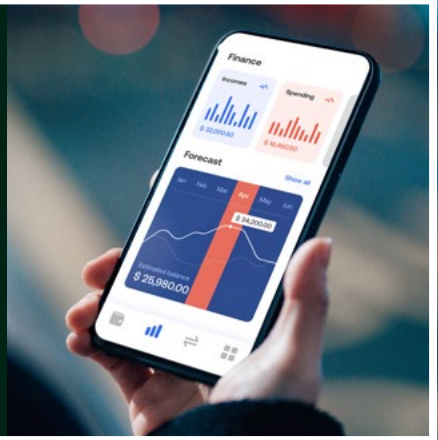 Finance
Incomes
Spending
$ 32,000.50
$ 16,460.50
Forecast
Show all
Jan Feb Mar Apr May Jun
$ 34,200.00
Estimated balance
$ 25,980.00